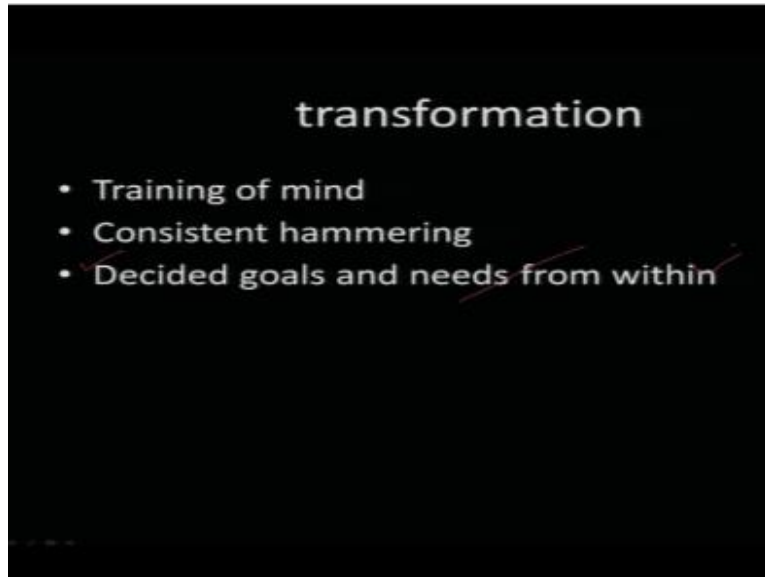 transformation
• Training of mind
• Consistent hammering
• Decided goals and needs from within